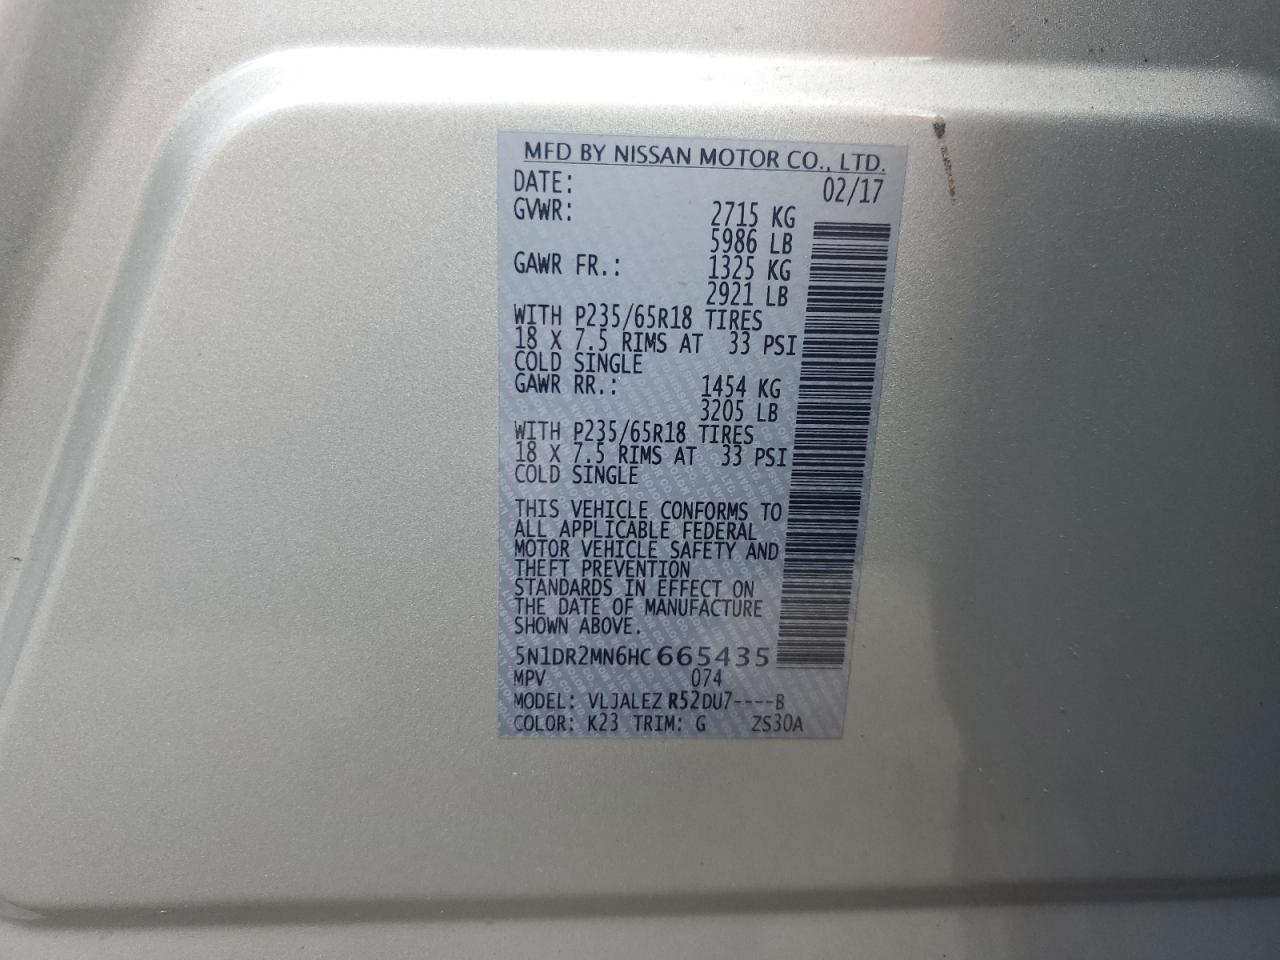 MFD BY NISSAN MOTOR CO., LTD.
DATE: 02/17
GVWR: 2715 KG
5986 LB
GAWR FR.: 1325 KG
2921 LB
WITH P235/65R18 TIRES
18 X 7.5 RIMS AT 33 PSI
COLD SINGLE
GAWR RR.: 1454 KG
3205 LB
WITH P235/65R18 TIRES
18 X 7.5 RIMS AT 33 PSI
COLD SINGLE
THIS VEHICLE CONFORMS TO
ALL APPLICABLE FEDERAL
MOTOR VEHICLE SAFETY AND
THEFT PREVENTION
STANDARDS IN EFFECT ON
THE DATE OF MANUFACTURE
SHOWN ABOVE.
5N1DR2MN6HC665435
MPV 074
MODEL: VLJALEZ R52DU7----B
COLOR: K23 TRIM: G ZS30A